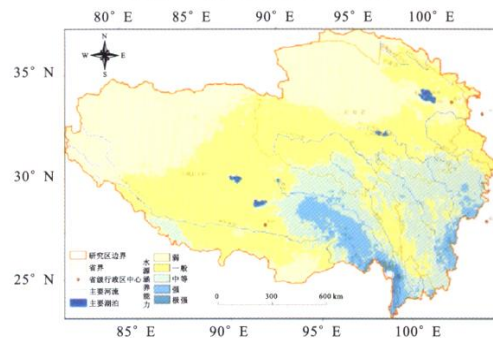 80° E 85° E 90° E 95° E 100° E
N
W E
S
35° N
30° N
25° N
研究区边界
省界
省级行政区中心
主要河流
主要湖泊
水源涵养能力
弱
一般
中等
强
极强
0 300 600 km
85° E 90° E 95° E 100° E